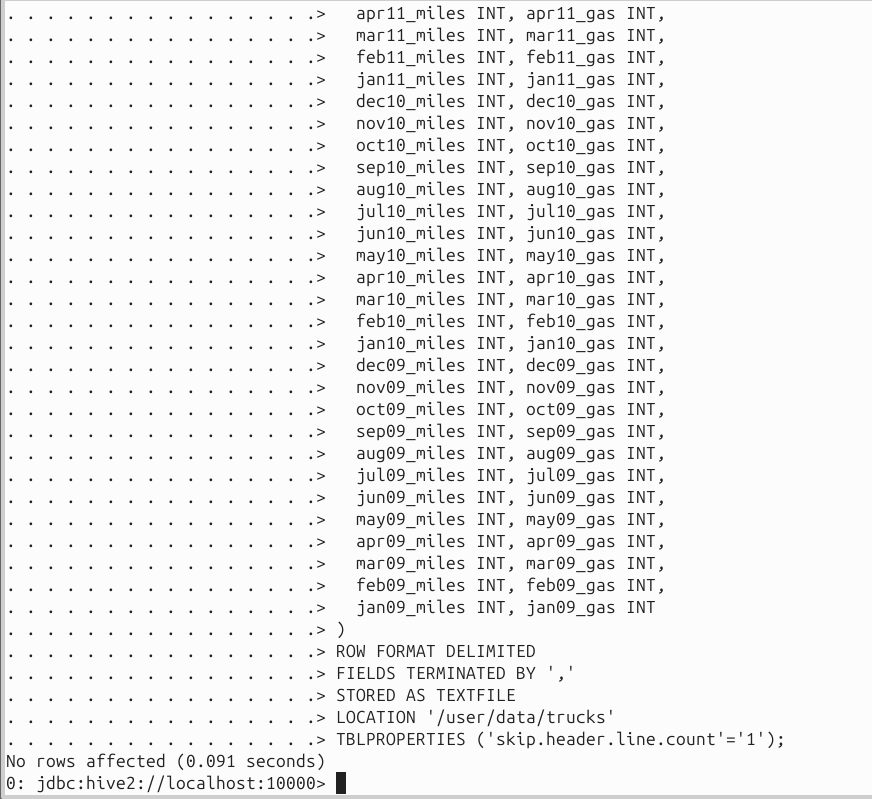 . . . . . . . . . . . . . . . .>   apr11_miles INT, apr11_gas INT,
. . . . . . . . . . . . . . . .>   mar11_miles INT, mar11_gas INT,
. . . . . . . . . . . . . . . .>   feb11_miles INT, feb11_gas INT,
. . . . . . . . . . . . . . . .>   jan11_miles INT, jan11_gas INT,
. . . . . . . . . . . . . . . .>   dec10_miles INT, dec10_gas INT,
. . . . . . . . . . . . . . . .>   nov10_miles INT, nov10_gas INT,
. . . . . . . . . . . . . . . .>   oct10_miles INT, oct10_gas INT,
. . . . . . . . . . . . . . . .>   sep10_miles INT, sep10_gas INT,
. . . . . . . . . . . . . . . .>   aug10_miles INT, aug10_gas INT,
. . . . . . . . . . . . . . . .>   jul10_miles INT, jul10_gas INT,
. . . . . . . . . . . . . . . .>   jun10_miles INT, jun10_gas INT,
. . . . . . . . . . . . . . . .>   may10_miles INT, may10_gas INT,
. . . . . . . . . . . . . . . .>   apr10_miles INT, apr10_gas INT,
. . . . . . . . . . . . . . . .>   mar10_miles INT, mar10_gas INT,
. . . . . . . . . . . . . . . .>   feb10_miles INT, feb10_gas INT,
. . . . . . . . . . . . . . . .>   jan10_miles INT, jan10_gas INT,
. . . . . . . . . . . . . . . .>   dec09_miles INT, dec09_gas INT,
. . . . . . . . . . . . . . . .>   nov09_miles INT, nov09_gas INT,
. . . . . . . . . . . . . . . .>   oct09_miles INT, oct09_gas INT,
. . . . . . . . . . . . . . . .>   sep09_miles INT, sep09_gas INT,
. . . . . . . . . . . . . . . .>   aug09_miles INT, aug09_gas INT,
. . . . . . . . . . . . . . . .>   jul09_miles INT, jul09_gas INT,
. . . . . . . . . . . . . . . .>   jun09_miles INT, jun09_gas INT,
. . . . . . . . . . . . . . . .>   may09_miles INT, may09_gas INT,
. . . . . . . . . . . . . . . .>   apr09_miles INT, apr09_gas INT,
. . . . . . . . . . . . . . . .>   mar09_miles INT, mar09_gas INT,
. . . . . . . . . . . . . . . .>   feb09_miles INT, feb09_gas INT,
. . . . . . . . . . . . . . . .>   jan09_miles INT, jan09_gas INT
. . . . . . . . . . . . . . . .> )
. . . . . . . . . . . . . . . .> ROW FORMAT DELIMITED
. . . . . . . . . . . . . . . .> FIELDS TERMINATED BY ','
. . . . . . . . . . . . . . . .> STORED AS TEXTFILE
. . . . . . . . . . . . . . . .> LOCATION '/user/data/trucks'
. . . . . . . . . . . . . . . .> TBLPROPERTIES ('skip.header.line.count'='1');
No rows affected (0.091 seconds)
0: jdbc:hive2://localhost:10000>